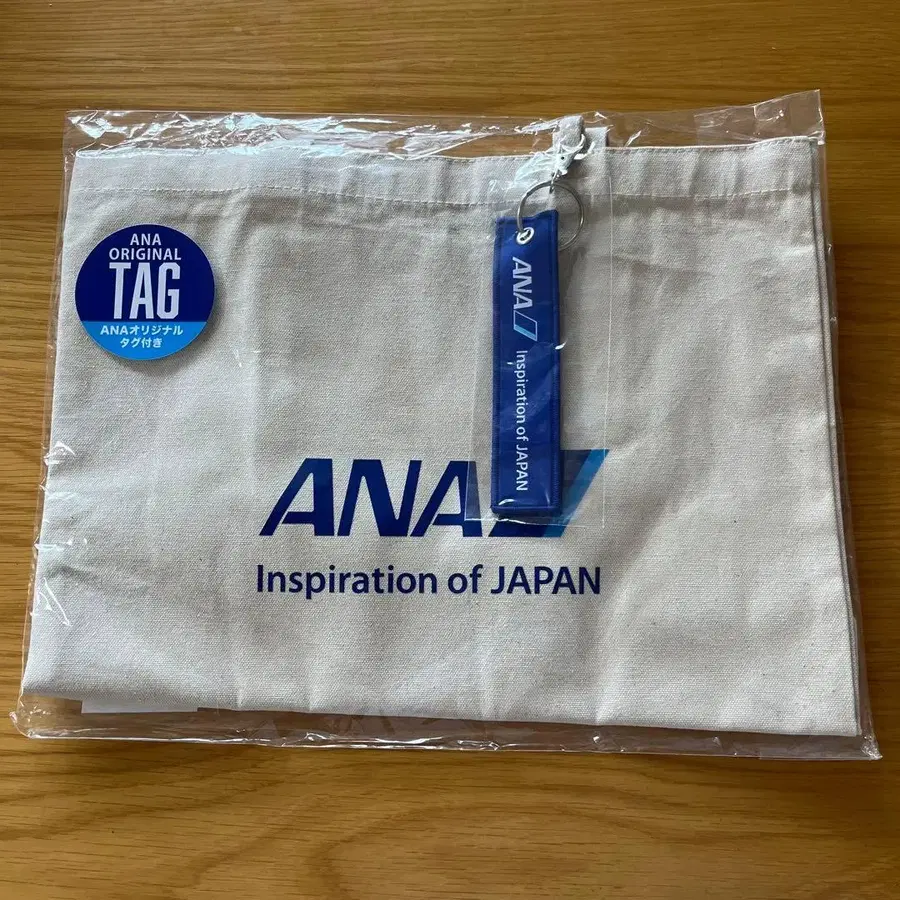 ANA
ORIGINAL
TAG
ANAオリジナル
タグ付き
ANA
Inspiration of JAPAN
ANA
Inspiration of JAPAN